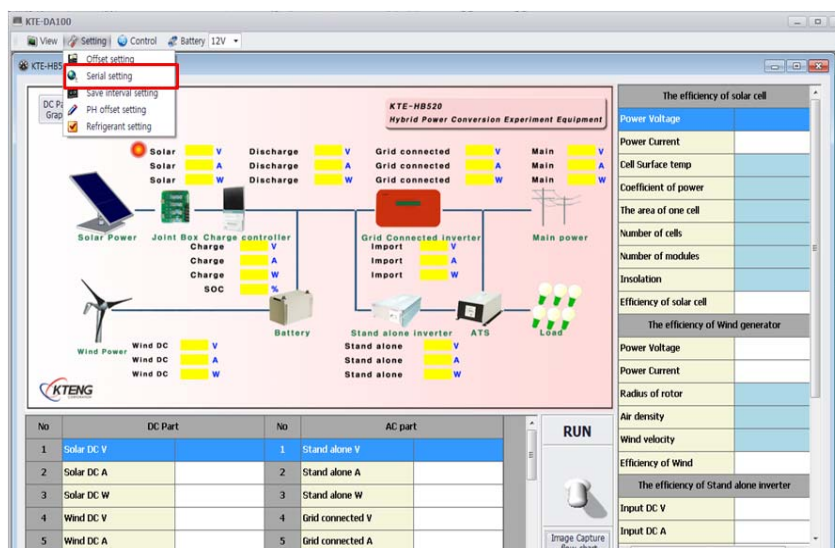 KTE-DA100
View Setting Control Battery 12V
Offset setting
Serial setting
Save interval setting
PH offset setting
Refrigerant setting
KTE-HB520
Hybrid Power Conversion Experiment Equipment
Solar V Discharge V Grid connected V Main V
Solar A Discharge A Grid connected A Main A
Solar W Discharge W Grid connected W Main W
Solar Power Joint Box Charge controller Grid Connected inverter Main power
Charge V Import V
Charge A Import A
Charge W Import W
SOC %
Battery Stand alone inverter ATS Load
Wind Power
Wind DC V Stand alone V
Wind DC A Stand alone A
Wind DC W Stand alone W
KTENG
No DC Part No AC part
1 Solar DC V 1 Stand alone V
2 Solar DC A 2 Stand alone A
3 Solar DC W 3 Stand alone W
4 Wind DC V 4 Grid connected V
5 Wind DC A 5 Grid connected A
RUN
Image Capture
The efficiency of solar cell
Power Voltage
Power Current
Cell Surface temp
Coefficient of power
The area of one cell
Number of cells
Number of modules
Insolation
Efficiency of solar cell
The efficiency of Wind generator
Power Voltage
Power Current
Radius of rotor
Air density
Wind velocity
Efficiency of Wind
The efficiency of Stand alone inverter
Input DC V
Input DC A